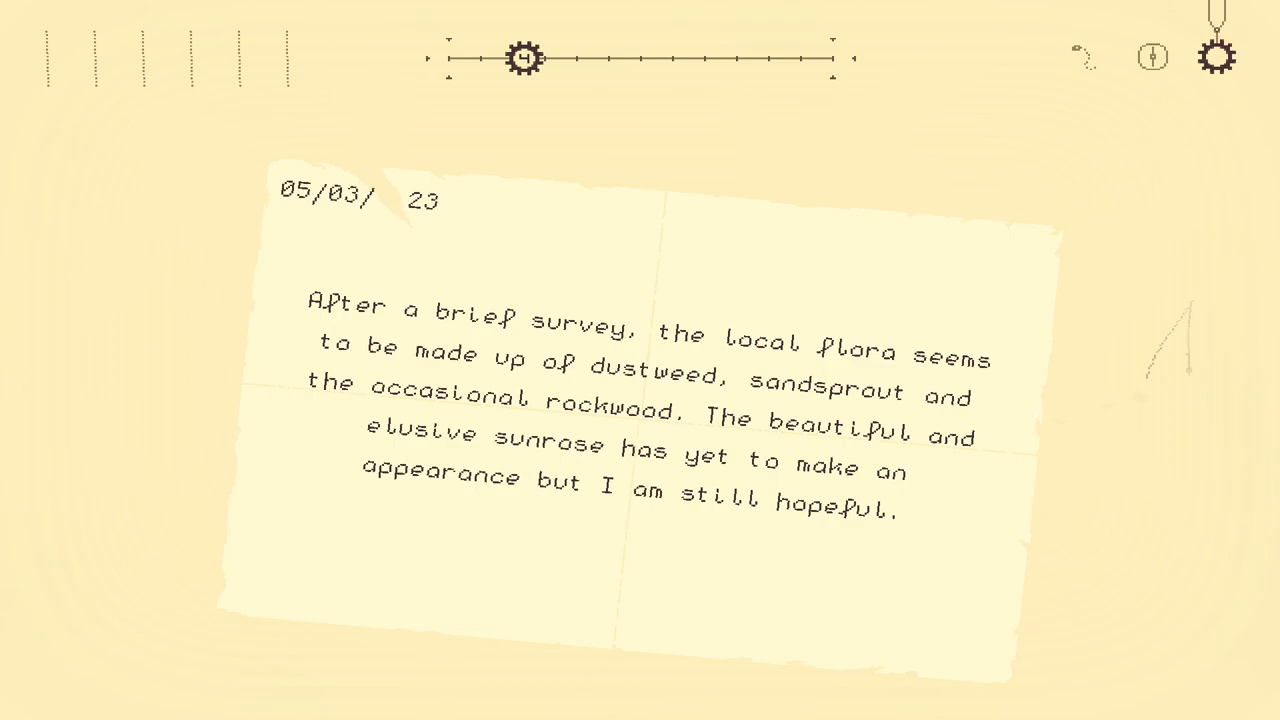 4
05/03/ 23
After a brief survey, the local flora seems
to be made up of dustweed, sandsprout and
the occasional rockwood. The beautiful and
elusive sunrose has yet to make an
appearance but I am still hopeful.